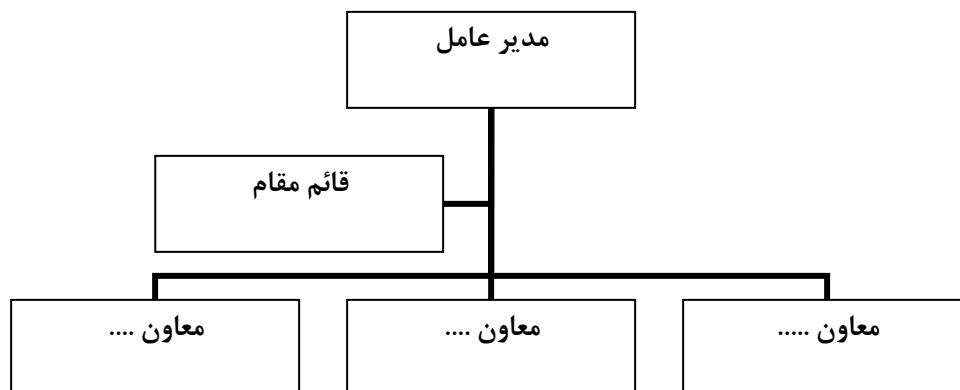 مدیر عامل
قائم مقام
معاون .....
معاون ....
معاون ....